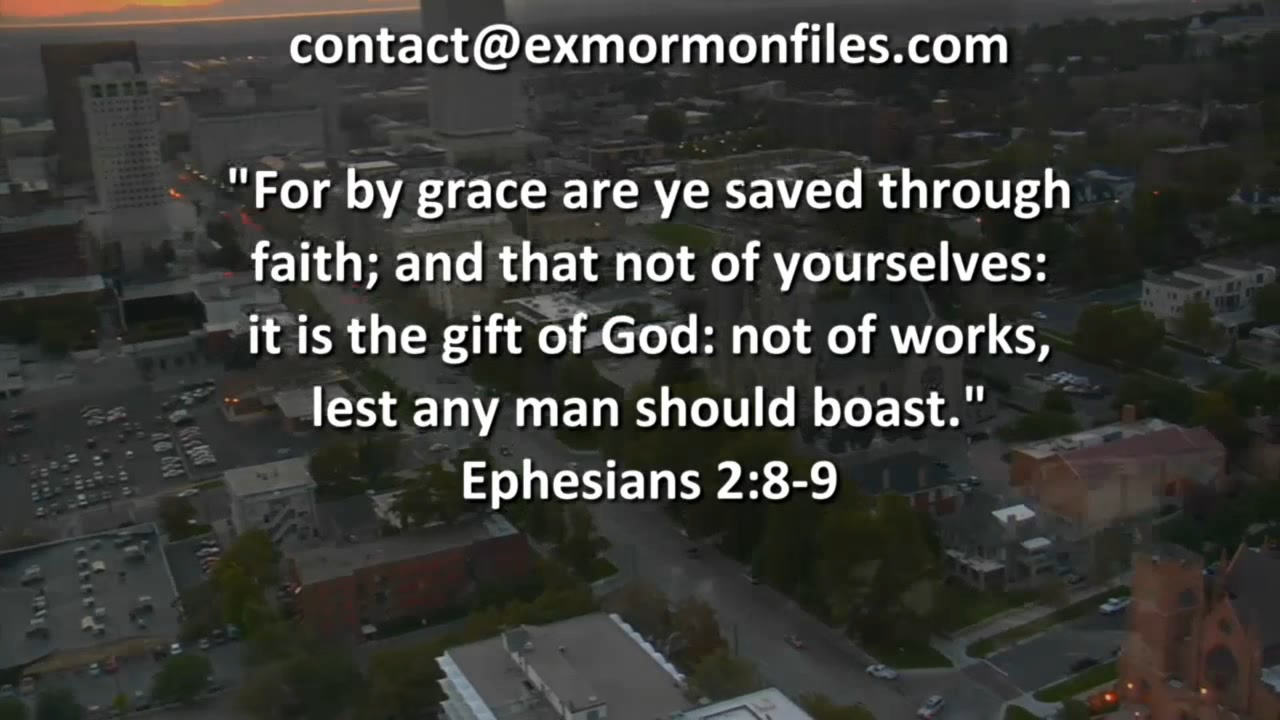 contact@exmormonfiles.com
"For by grace are ye saved through
faith; and that not of yourselves:
it is the gift of God: not of works,
lest any man should boast."
Ephesians 2:8-9